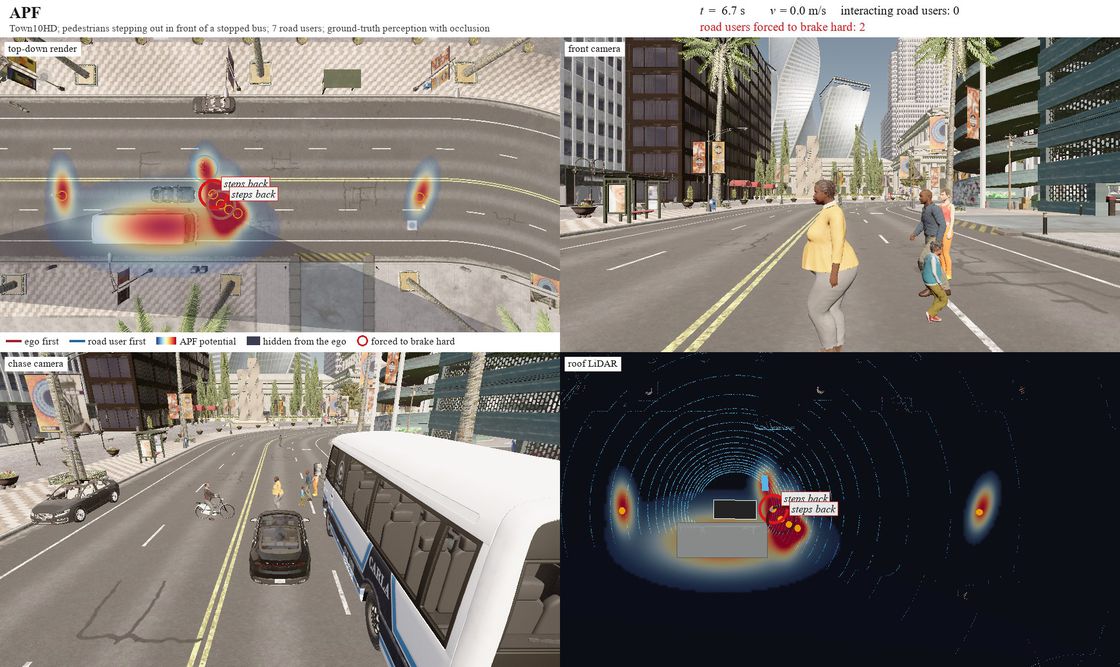 APF
Town10HD; pedestrians stepping out in front of a stopped bus; 7 road users; ground-truth perception with occlusion
t = 6.7 s v = 0.0 m/s interacting road users: 0
road users forced to brake hard: 2
top-down render
steps back
steps back
ego first road user first APF potential hidden from the ego forced to brake hard
front camera
chase camera
CARLA
roof LiDAR
steps back
steps back